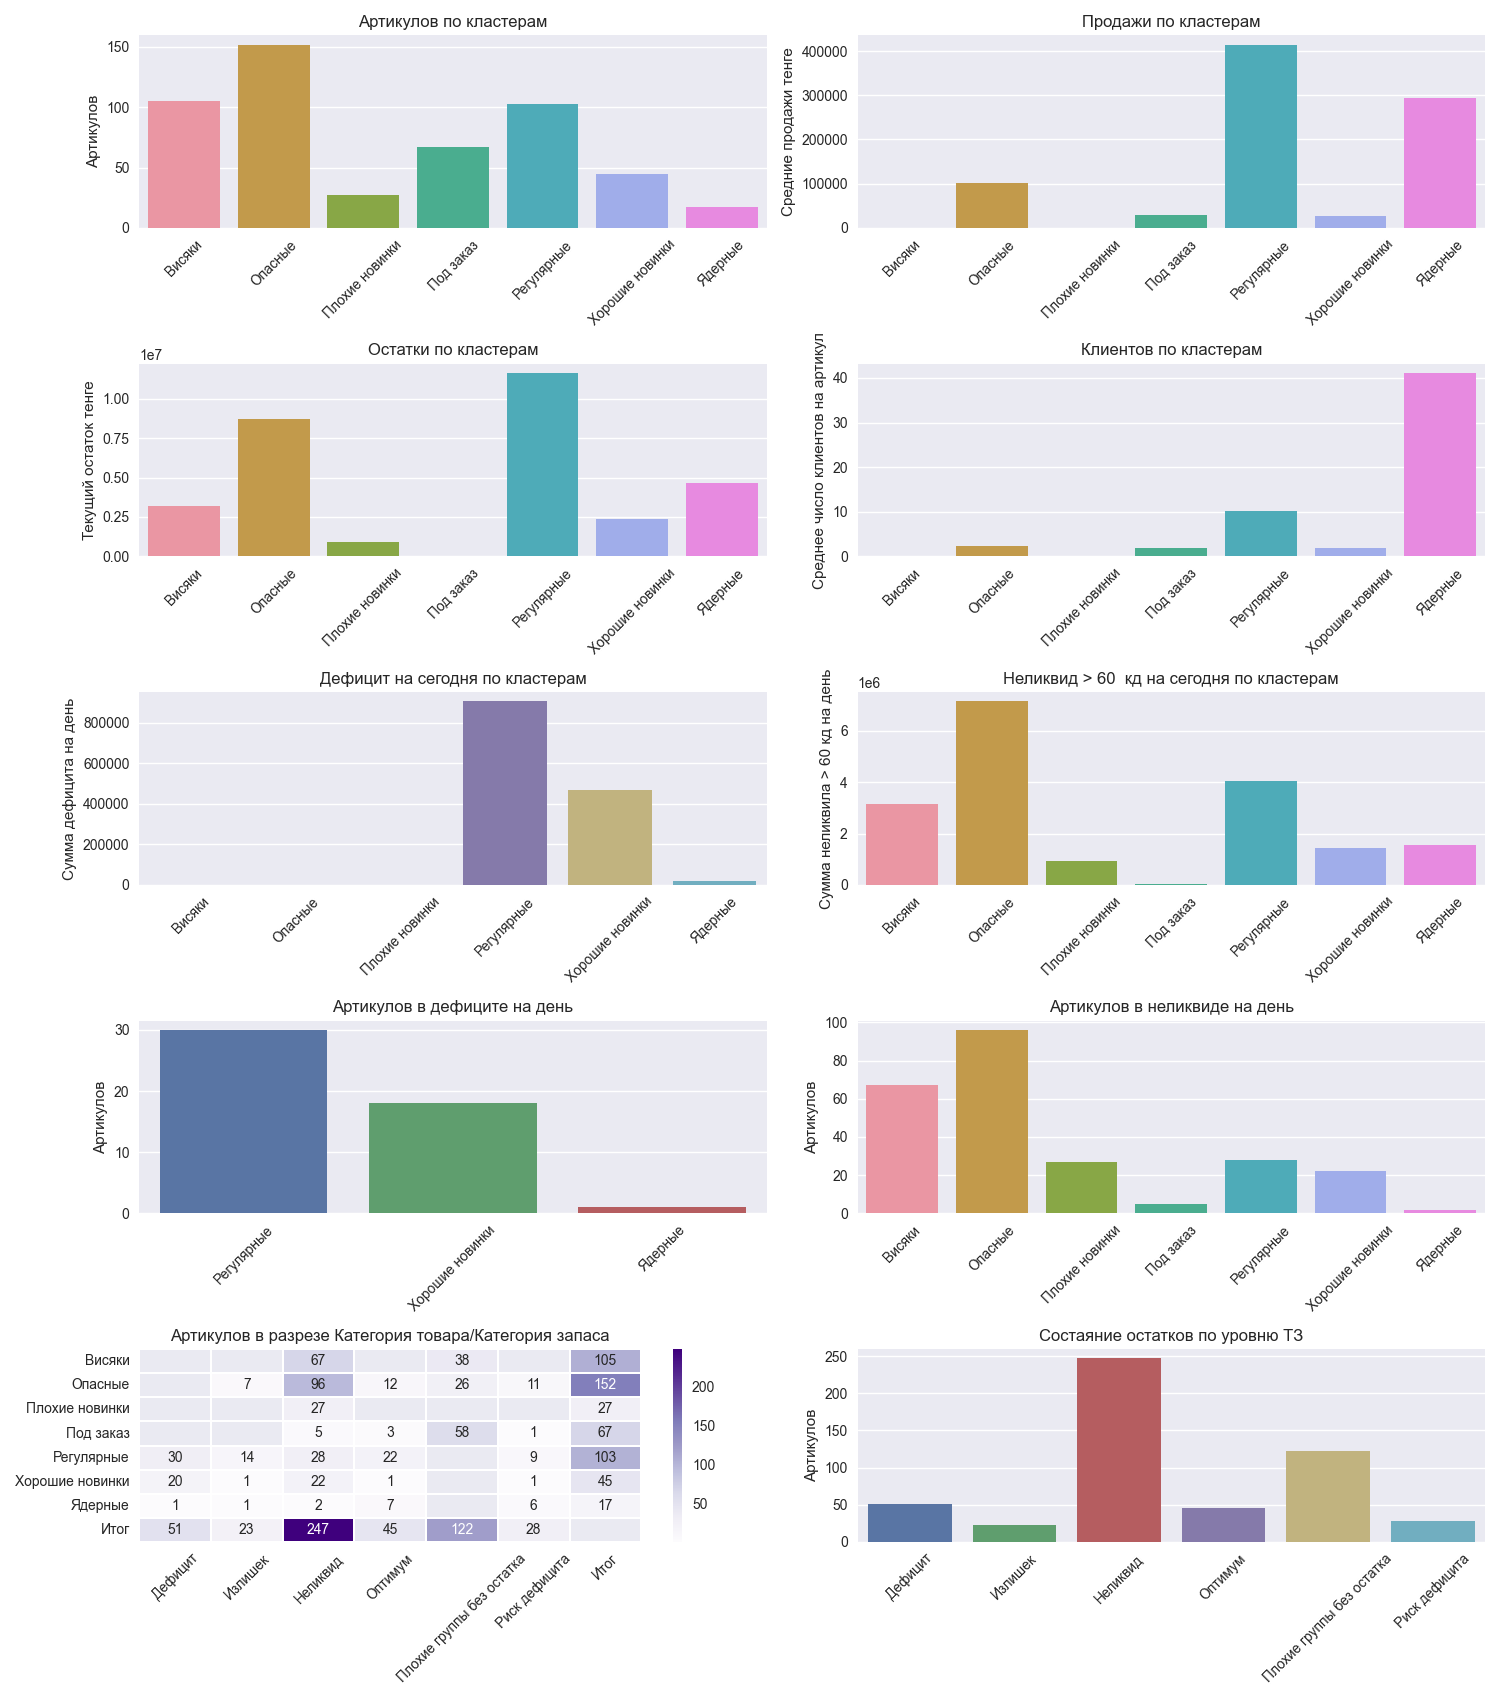 Артикулов по кластерам
Артикулов
150
100
50
0
Висяки
Опасные
Плохие новинки
Под заказ
Регулярные
Хорошие новинки
Ядерные
Продажи по кластерам
Средние продажи тенге
400000
300000
200000
100000
0
Висяки
Опасные
Плохие новинки
Под заказ
Регулярные
Хорошие новинки
Ядерные
Остатки по кластерам
1e7
Текущий остаток тенге
1.00
0.75
0.50
0.25
0.00
Висяки
Опасные
Плохие новинки
Под заказ
Регулярные
Хорошие новинки
Ядерные
Клиентов по кластерам
Среднее число клиентов на артикул
40
30
20
10
0
Висяки
Опасные
Плохие новинки
Под заказ
Регулярные
Хорошие новинки
Ядерные
Дефицит на сегодня по кластерам
Сумма дефицита на день
800000
600000
400000
200000
0
Висяки
Опасные
Плохие новинки
Регулярные
Хорошие новинки
Ядерные
Неликвид > 60  кд на сегодня по кластерам
1e6
Сумма неликвила > 60 кд на день
6
4
2
0
Висяки
Опасные
Плохие новинки
Под заказ
Регулярные
Хорошие новинки
Ядерные
Артикулов в дефиците на день
Артикулов
30
20
10
0
Регулярные
Хорошие новинки
Ядерные
Артикулов в неликвиде на день
Артикулов
100
80
60
40
20
0
Висяки
Опасные
Плохие новинки
Под заказ
Регулярные
Хорошие новинки
Ядерные
Артикулов в разрезе Категория товара/Категория запаса
Висяки 67 38 105
Опасные 7 96 12 26 11 152
Плохие новинки 27 27
Под заказ 5 3 58 1 67
Регулярные 30 14 28 22 9 103
Хорошие новинки 20 1 22 1 1 45
Ядерные 1 1 2 7 6 17
Итог 51 23 247 45 122 28
Дефицит
Излишек
Неликвид
Оптимум
Плохие группы без остатка
Риск дефицита
Итог
200
150
100
50
Состаяние остатков по уровню ТЗ
Артикулов
250
200
150
100
50
0
Дефицит
Излишек
Неликвид
Оптимум
Плохие группы без остатка
Риск дефицита